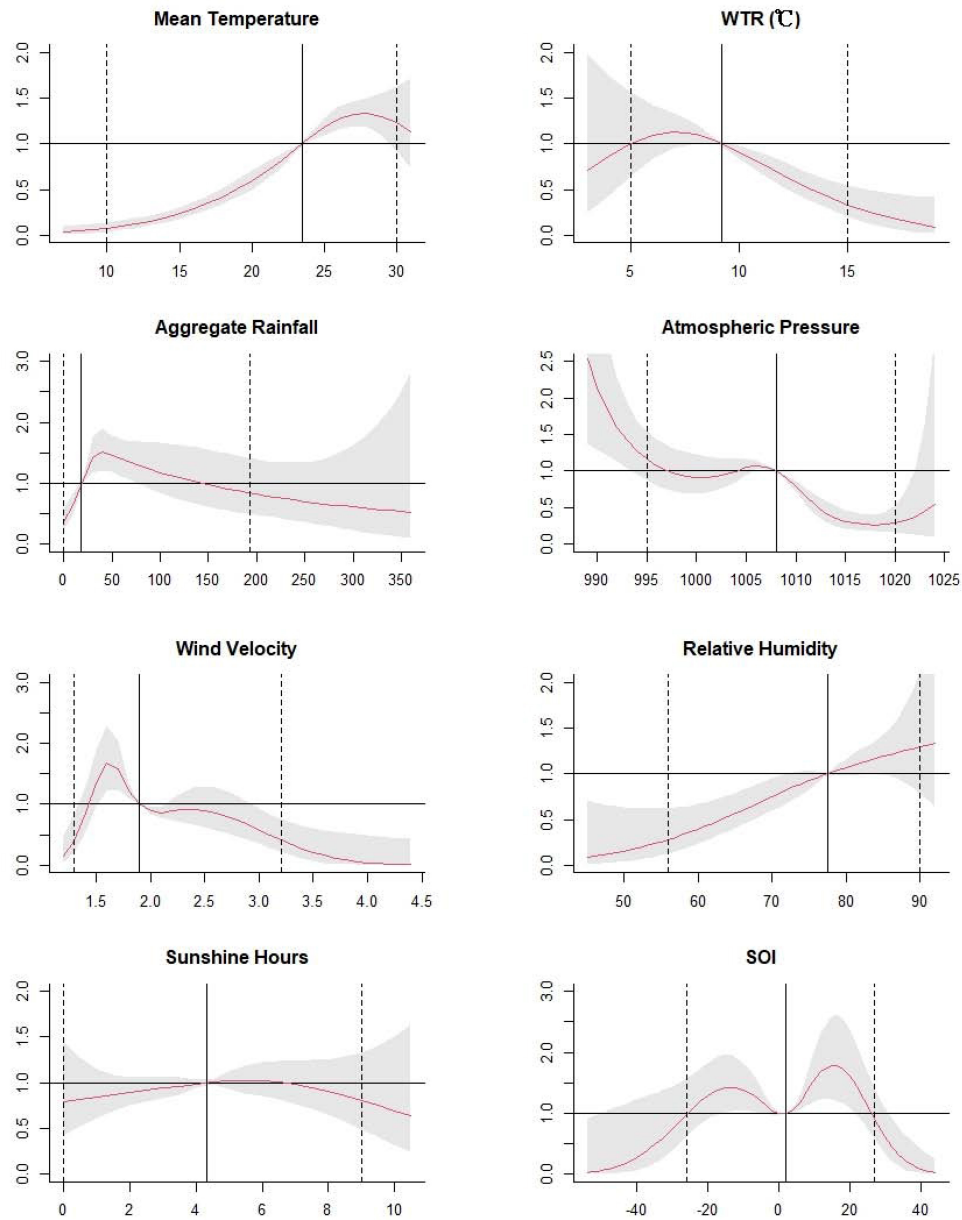 Mean Temperature
2.0
1.5
1.0
0.5
0.0
10 15 20 25 30
WTR (℃)
2.0
1.5
1.0
0.5
0.0
5 10 15
Aggregate Rainfall
3.0
2.0
1.0
0.0
0 50 100 150 200 250 300 350
Atmospheric Pressure
2.5
2.0
1.5
1.0
0.5
0.0
990 995 1000 1005 1010 1015 1020 1025
Wind Velocity
3.0
2.0
1.0
0.0
1.5 2.0 2.5 3.0 3.5 4.0 4.5
Relative Humidity
2.0
1.5
1.0
0.5
0.0
50 60 70 80 90
Sunshine Hours
2.0
1.5
1.0
0.5
0.0
0 2 4 6 8 10
SOI
3.0
2.0
1.0
0.0
-40 -20 0 20 40